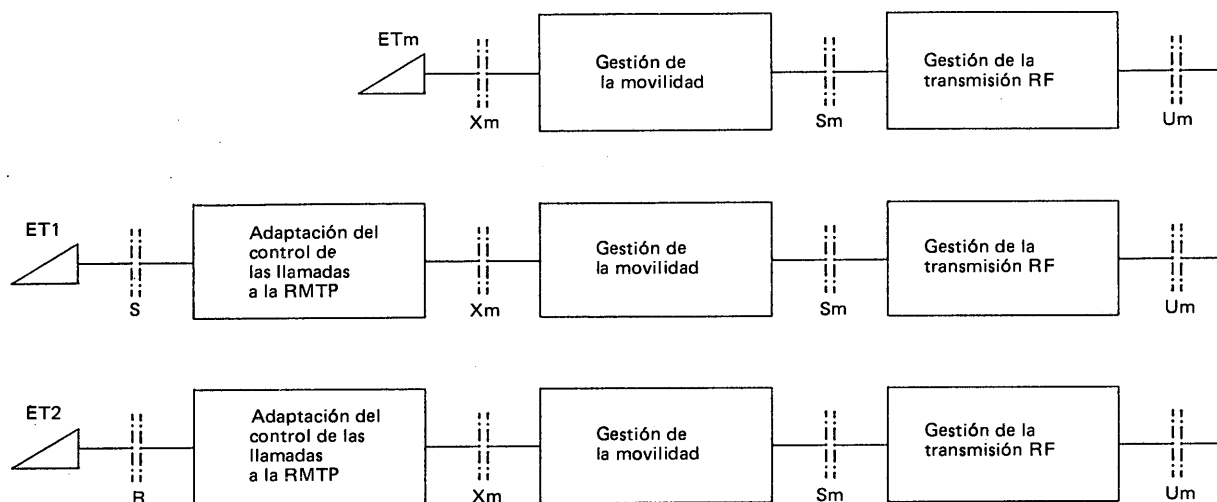 ETm
Gestión de
la movilidad
Gestión de la
transmisión RF
Xm
Sm
Um
ET1
Adaptación del
control de
las llamadas
a la RMTP
Gestión de
la movilidad
Gestión de la
transmisión RF
S
Xm
Sm
Um
ET2
Adaptación del
control de las
llamadas
a la RMTP
Gestión de
la movilidad
Gestión de la
transmisión RF
R
Xm
Sm
Um